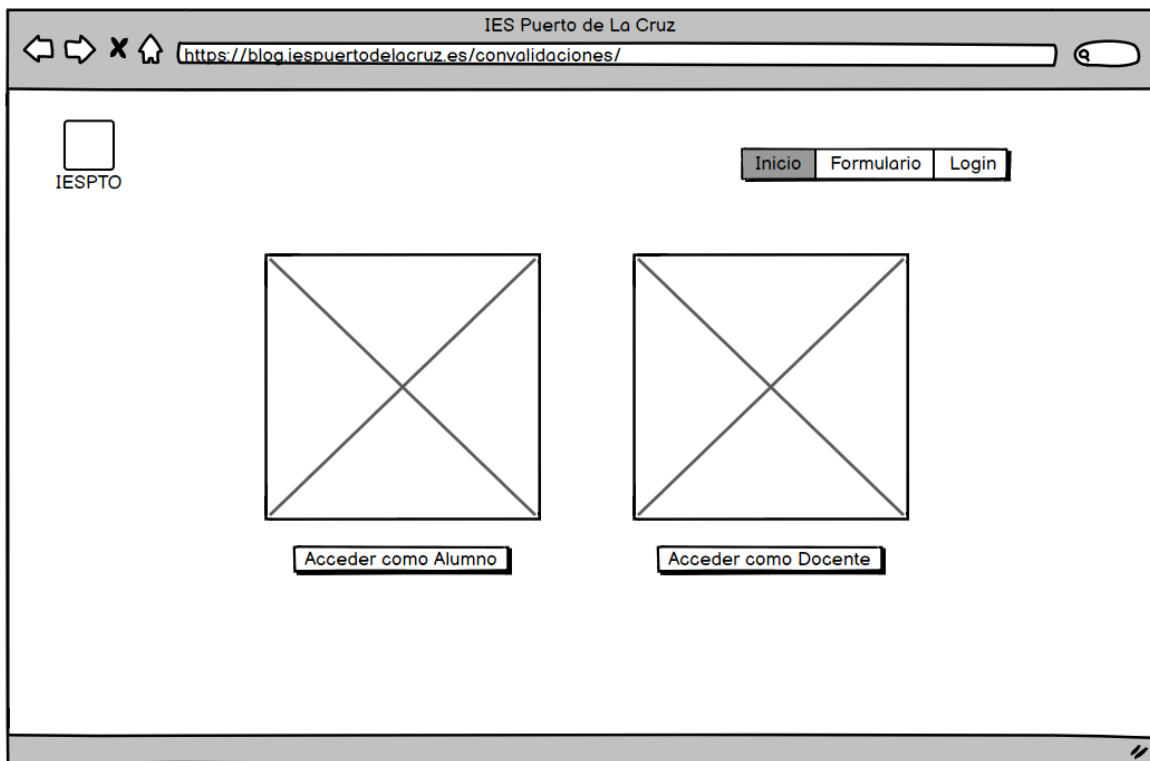 IES Puerto de La Cruz
https://blog.iespuertodelacruz.es/convalidaciones/
IESPTO
Inicio Formulario Login
Acceder como Alumno
Acceder como Docente